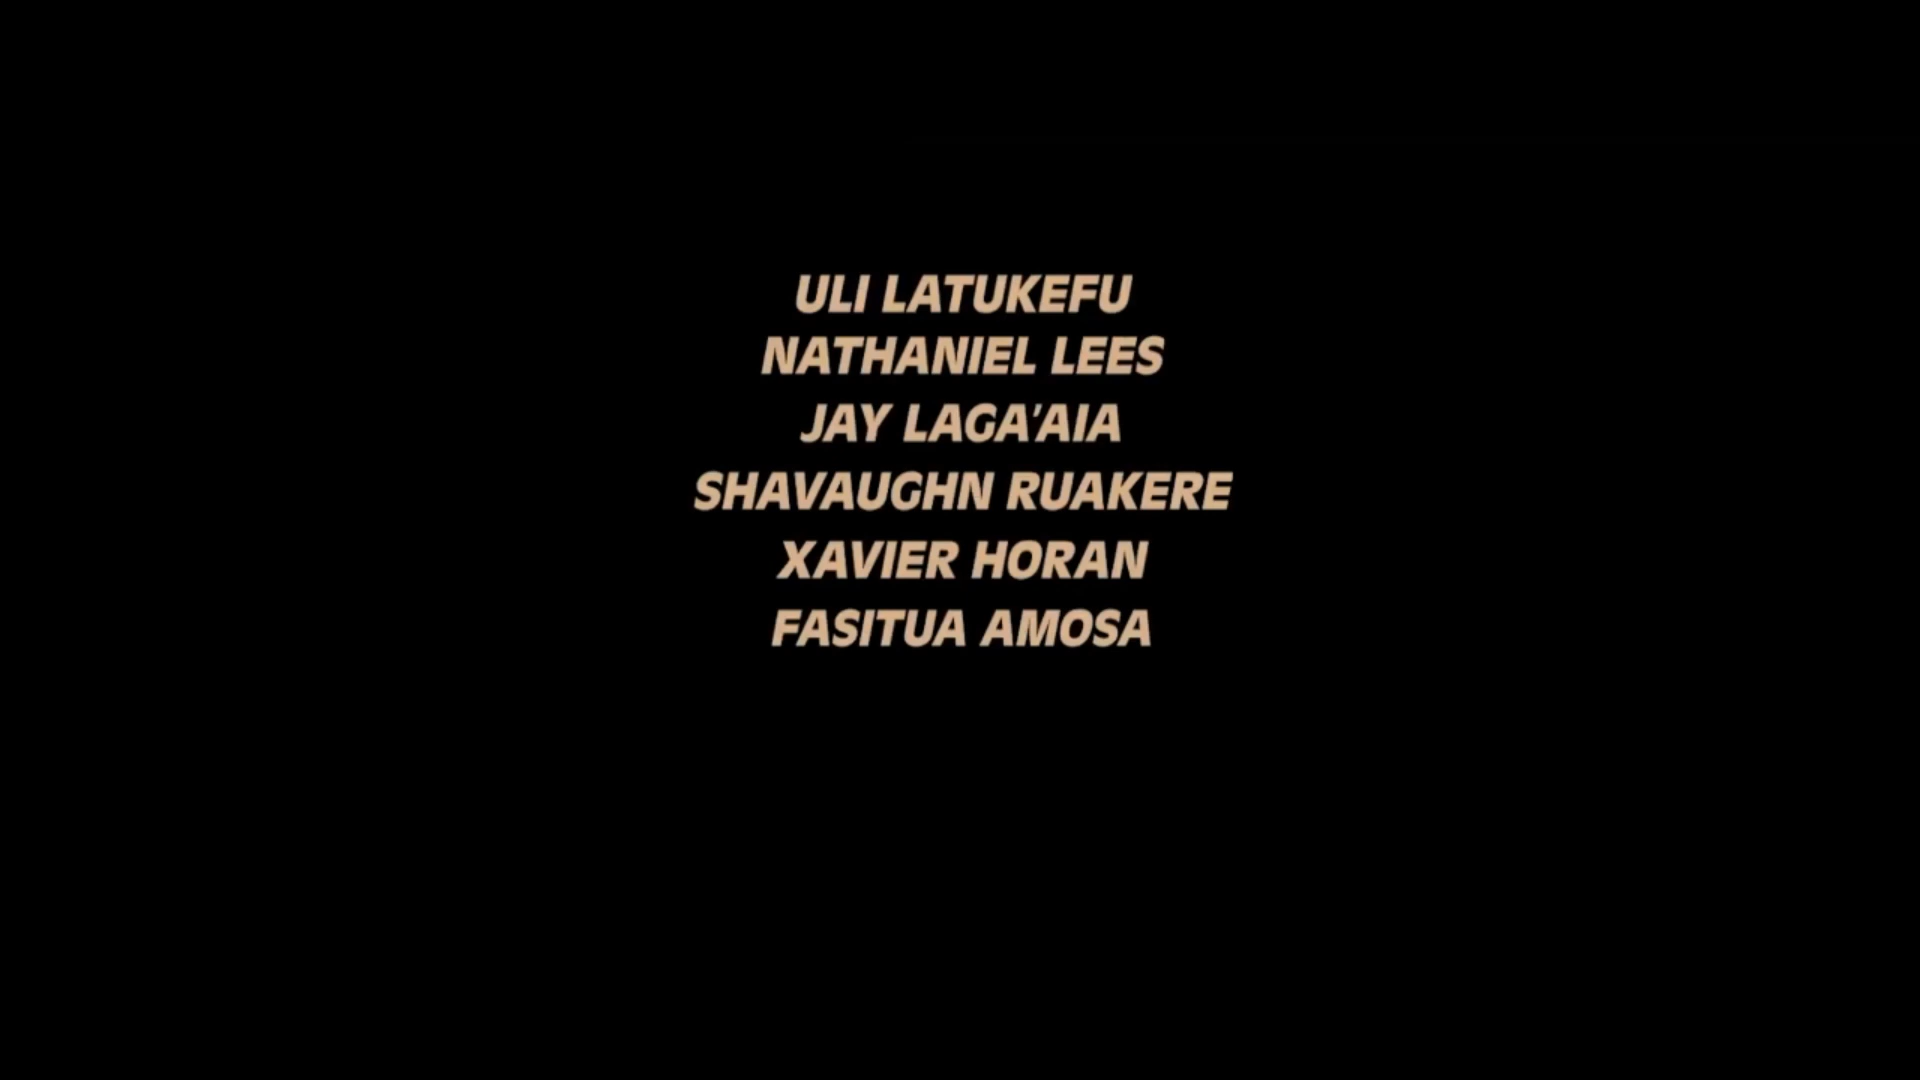 ULI LATUKEFU
NATHANIEL LEES
JAY LAGA'AIA
SHAVAUGHN RUAKERE
XAVIER HORAN
FASITUA AMOSA